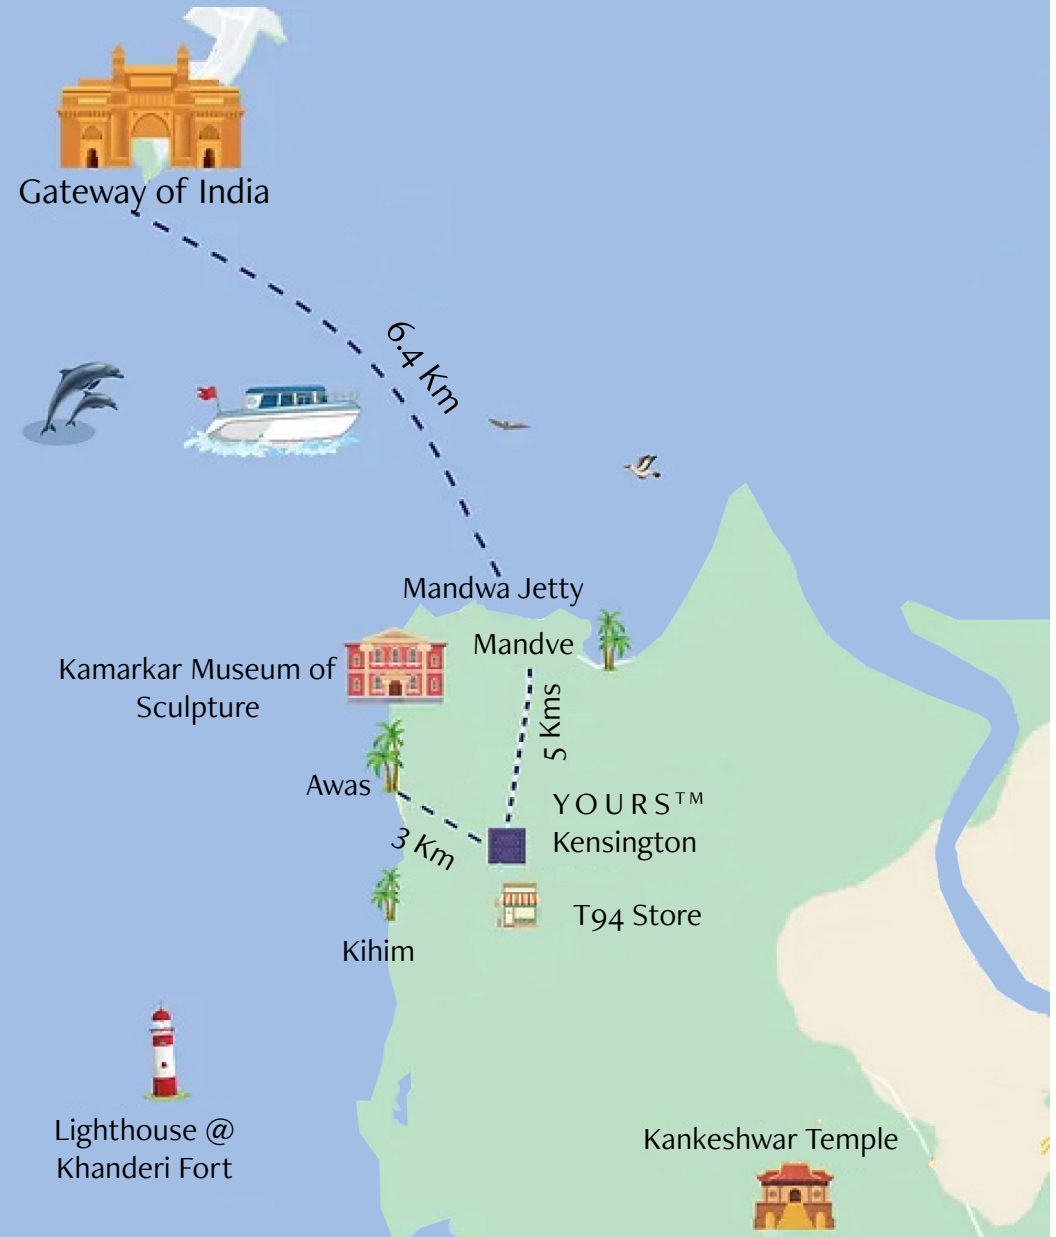 Gateway of India
6.4 Km
Mandwa Jetty
Mandve
Kamarkar Museum of
Sculpture
5 Kms
Awas
YOURS™
Kensington
3 Km
T94 Store
Kihim
Lighthouse @
Khanderi Fort
Kankeshwar Temple